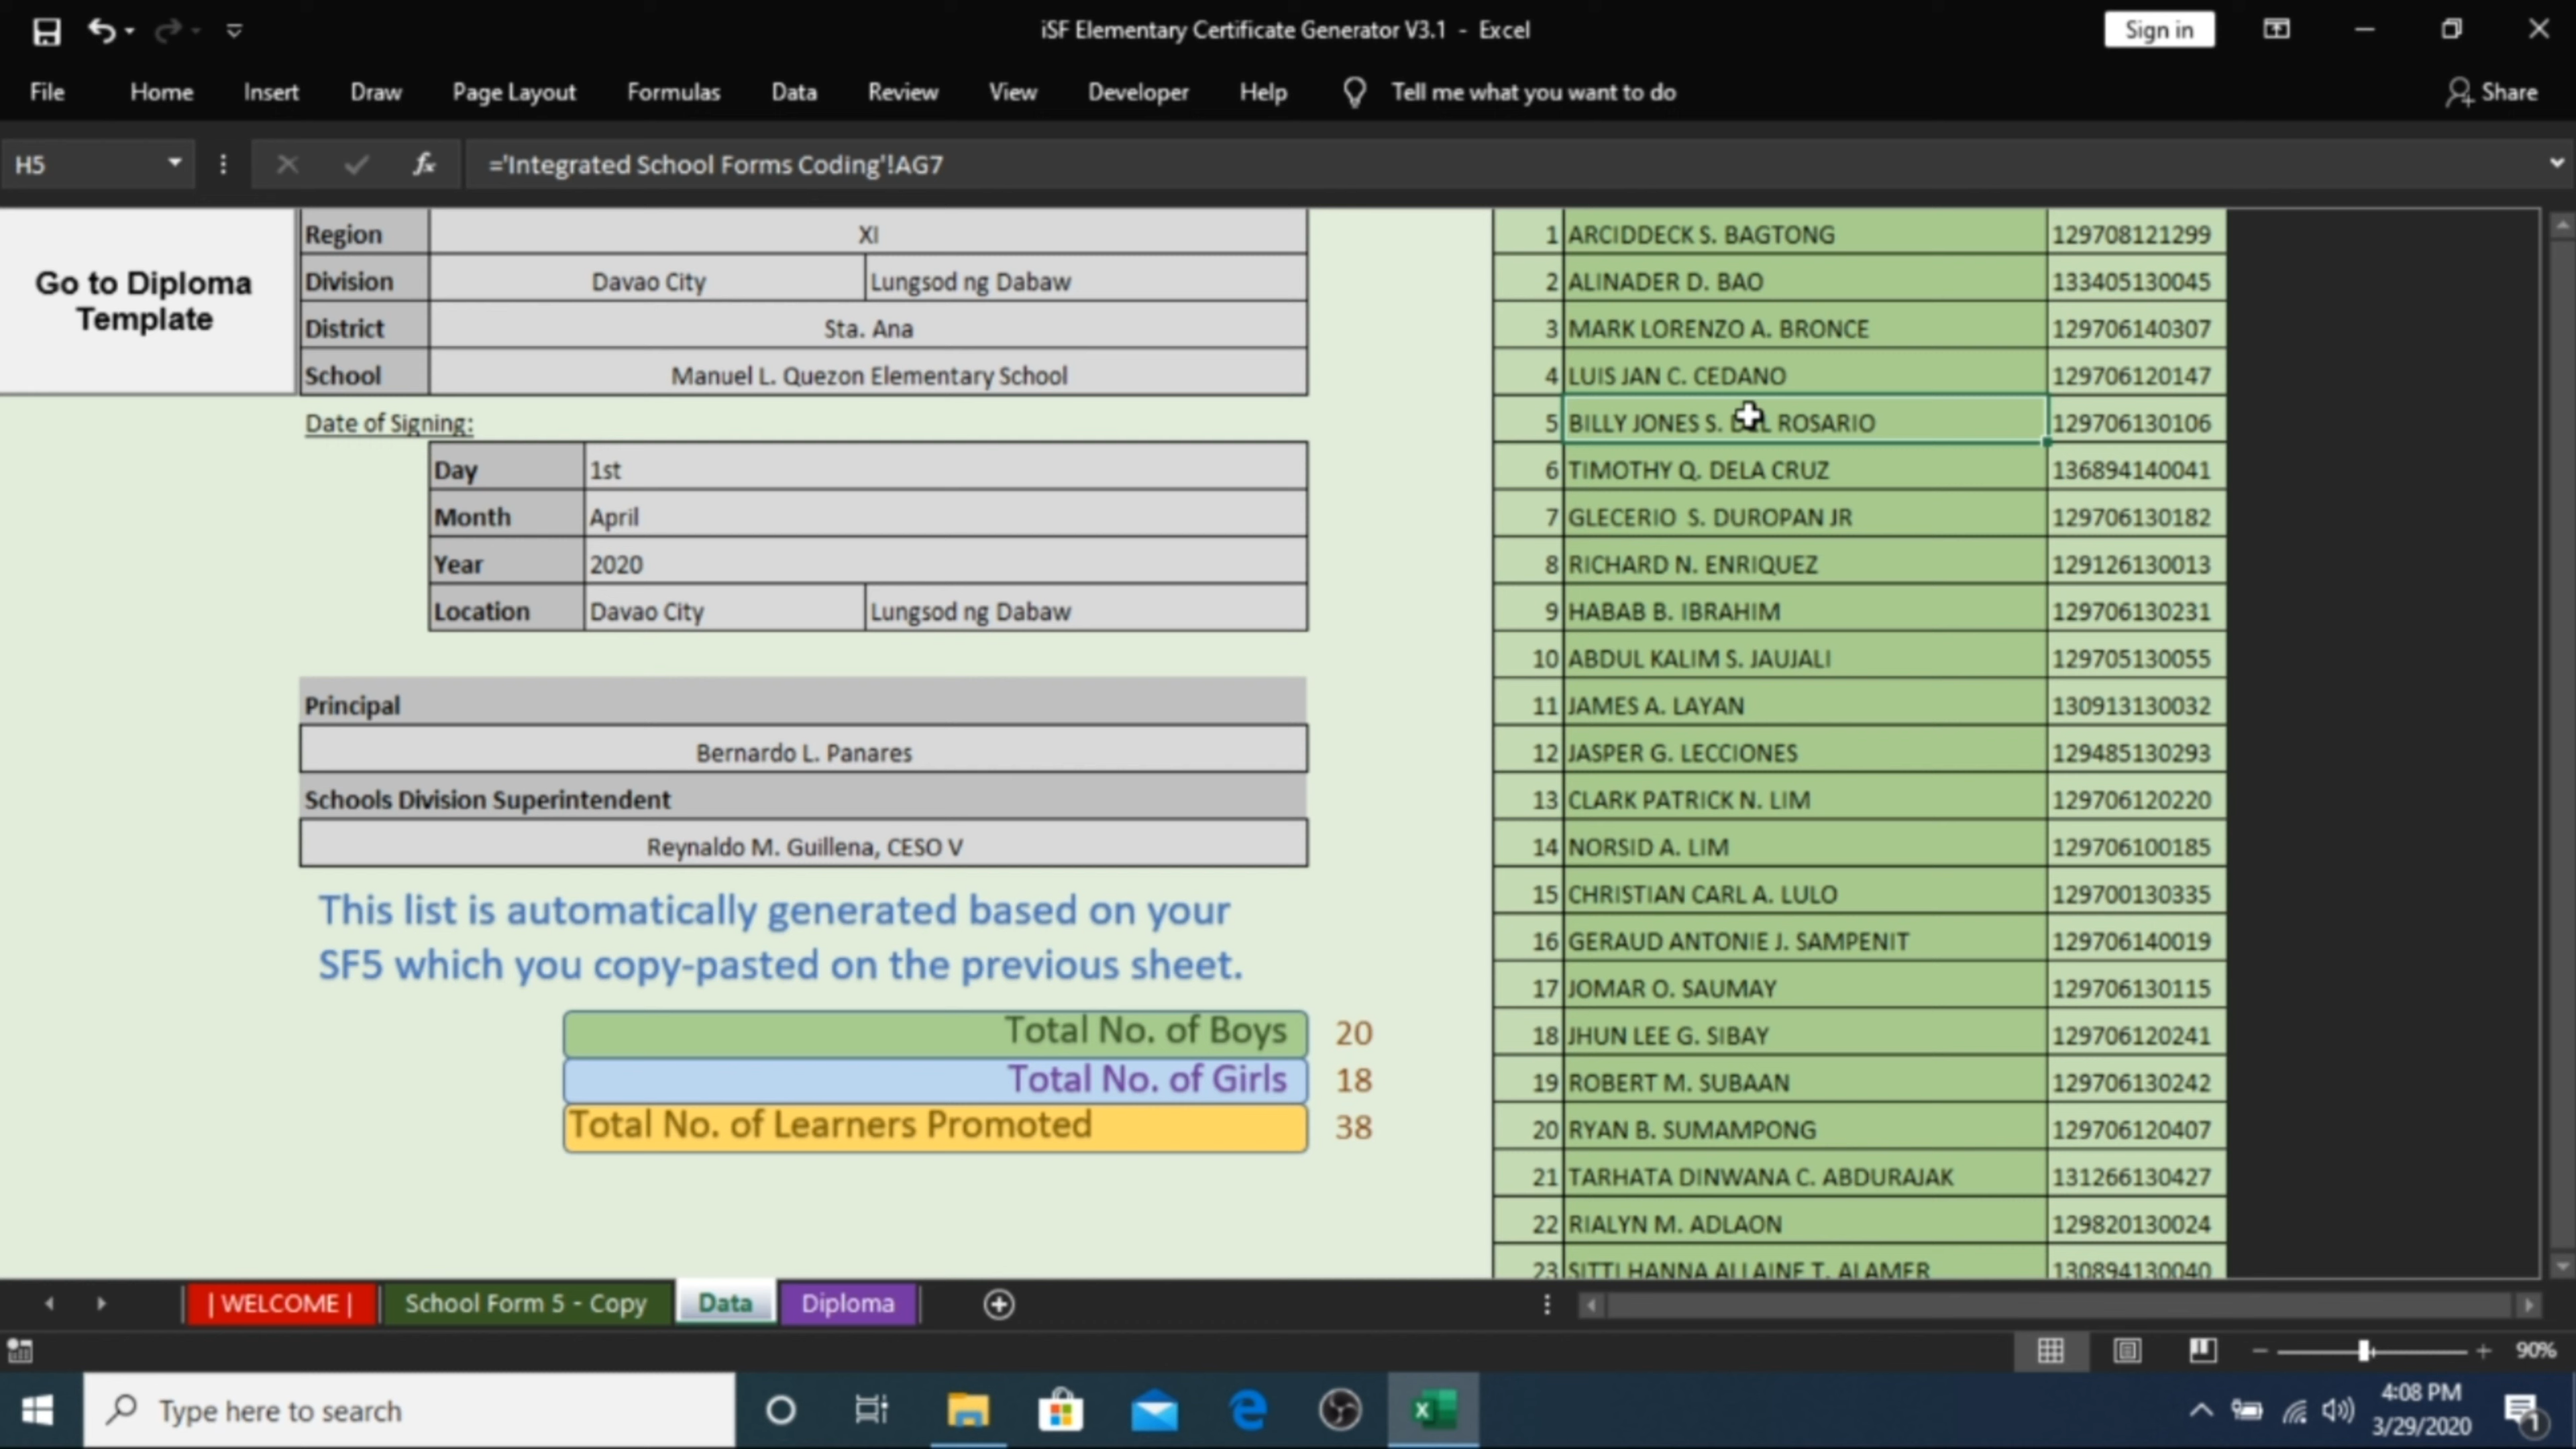 iSF Elementary Certificate Generator V3.1 - Excel
Sign in
File Home Insert Draw Page Layout Formulas Data Review View Developer Help Tell me what you want to do Share
H5 fx ='Integrated School Forms Coding'!AG7
Go to Diploma
Template
Region XI
Division Davao City Lungsod ng Dabaw
District Sta. Ana
School Manuel L. Quezon Elementary School
Date of Signing:
Day 1st
Month April
Year 2020
Location Davao City Lungsod ng Dabaw
Principal
Bernardo L. Panares
Schools Division Superintendent
Reynaldo M. Guillena, CESO V
This list is automatically generated based on your
SF5 which you copy-pasted on the previous sheet.
Total No. of Boys 20
Total No. of Girls 18
Total No. of Learners Promoted 38
1 ARCIDDECK S. BAGTONG 129708121299
2 ALINADER D. BAO 133405130045
3 MARK LORENZO A. BRONCE 129706140307
4 LUIS JAN C. CEDANO 129706120147
5 BILLY JONES S. DEL ROSARIO 129706130106
6 TIMOTHY Q. DELA CRUZ 136894140041
7 GLECERIO S. DUROPAN JR 129706130182
8 RICHARD N. ENRIQUEZ 129126130013
9 HABAB B. IBRAHIM 129706130231
10 ABDUL KALIM S. JAUJALI 129705130055
11 JAMES A. LAYAN 130913130032
12 JASPER G. LECCIONES 129485130293
13 CLARK PATRICK N. LIM 129706120220
14 NORSID A. LIM 129706100185
15 CHRISTIAN CARL A. LULO 129700130335
16 GERAUD ANTONIE J. SAMPENIT 129706140019
17 JOMAR O. SAUMAY 129706130115
18 JHUN LEE G. SIBAY 129706120241
19 ROBERT M. SUBAAN 129706130242
20 RYAN B. SUMAMPONG 129706120407
21 TARHATA DINWANA C. ABDURAJAK 131266130427
22 RIALYN M. ADLAON 129820130024
23 SITTI HANNA ALLAINE T. ALAMER 130894130040
| WELCOME | School Form 5 - Copy Data Diploma
90%
Type here to search
4:08 PM
3/29/2020
1